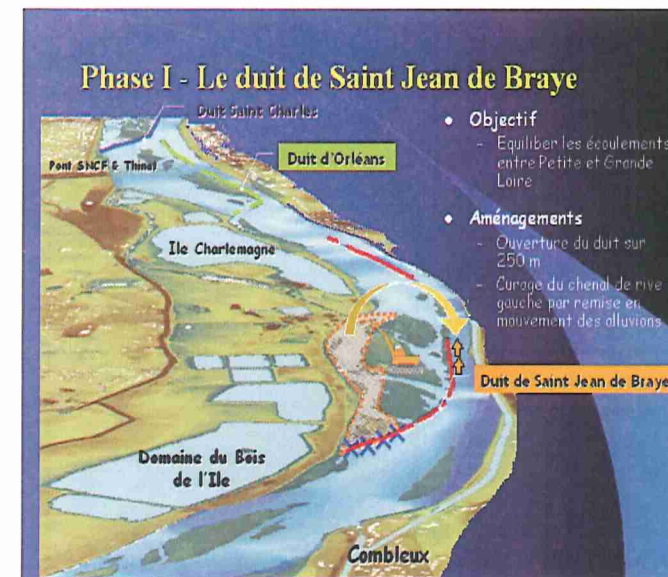 Phase I - Le duit de Saint Jean de Braye
Duit Saint Charles
Pont SNCF & Thinat
Duit d'Orléans
Ile Charlemagne
Domaine du Bois
de l'Ile
Combleux
• Objectif
- Equiliber les écoulements
entre Petite et Grande
Loire
• Aménagements
- Ouverture du duit sur
250 m
- Curage du chenal de rive
gauche par remise en
mouvement des alluvions
Duit de Saint Jean de Braye